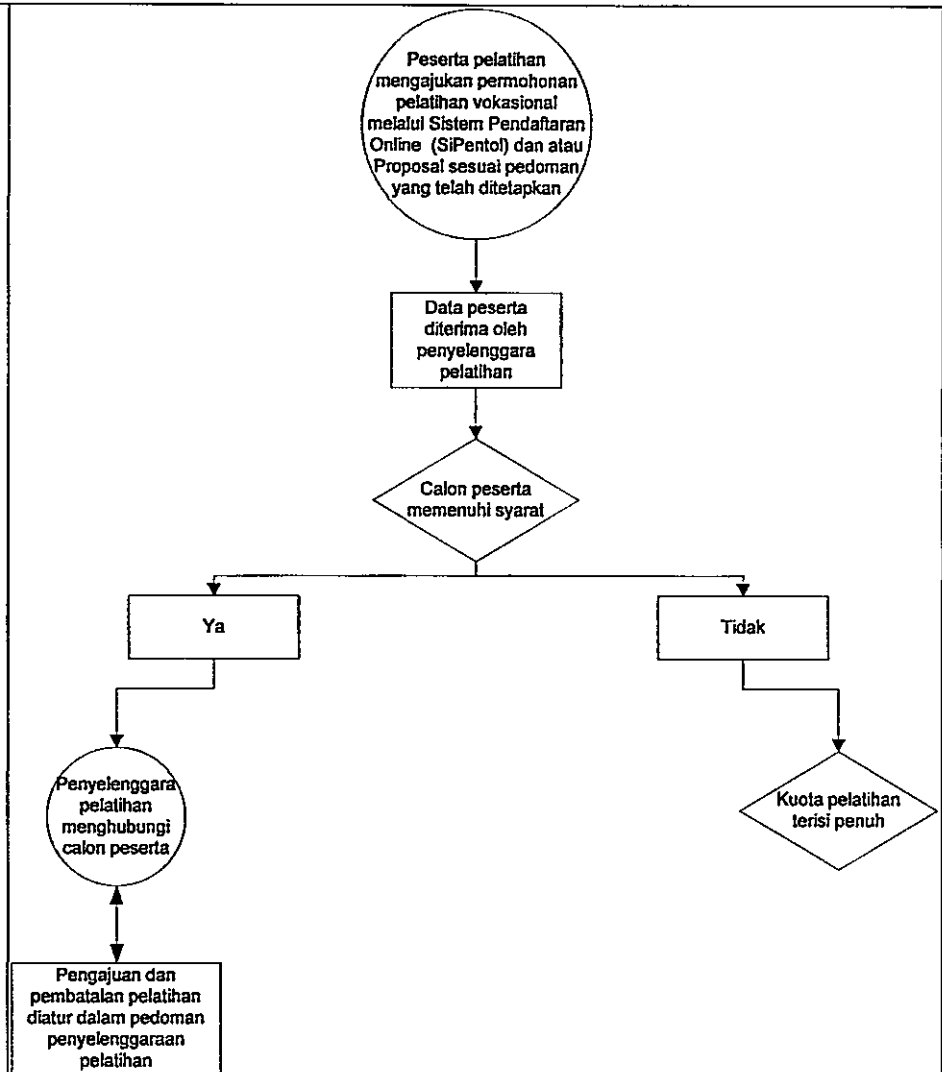 Peserta pelatihan
mengajukan permohonan
pelatihan vokasional
melalui Sistem Pendaftaran
Online (SiPentol) dan atau
Proposal sesuai pedoman
yang telah ditetapkan
Data peserta
diterima oleh
penyelenggara
pelatihan
Calon peserta
memenuhi syarat
Ya
Tidak
Penyelenggara
pelatihan
menghubungi
calon peserta
Kuota pelatihan
terisi penuh
Pengajuan dan
pembatalan pelatihan
diatur dalam pedoman
penyelenggaraan
pelatihan